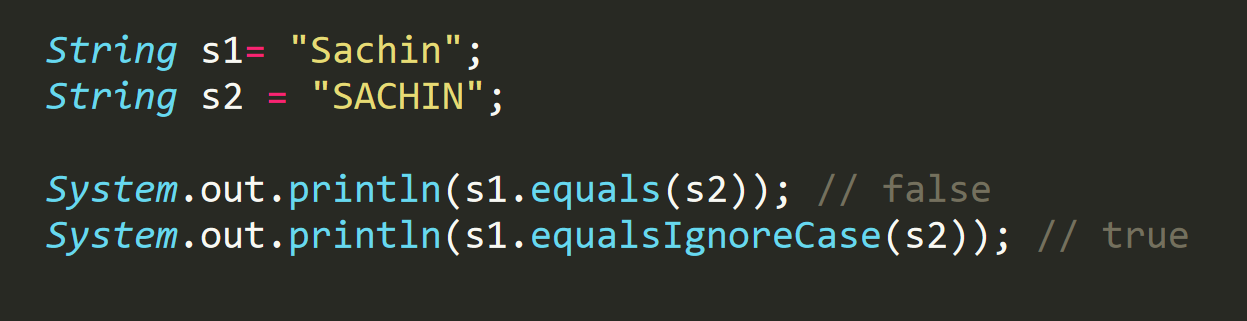 String s1= "Sachin";
String s2 = "SACHIN";
System.out.println(s1.equals(s2)); // false
System.out.println(s1.equalsIgnoreCase(s2)); // true